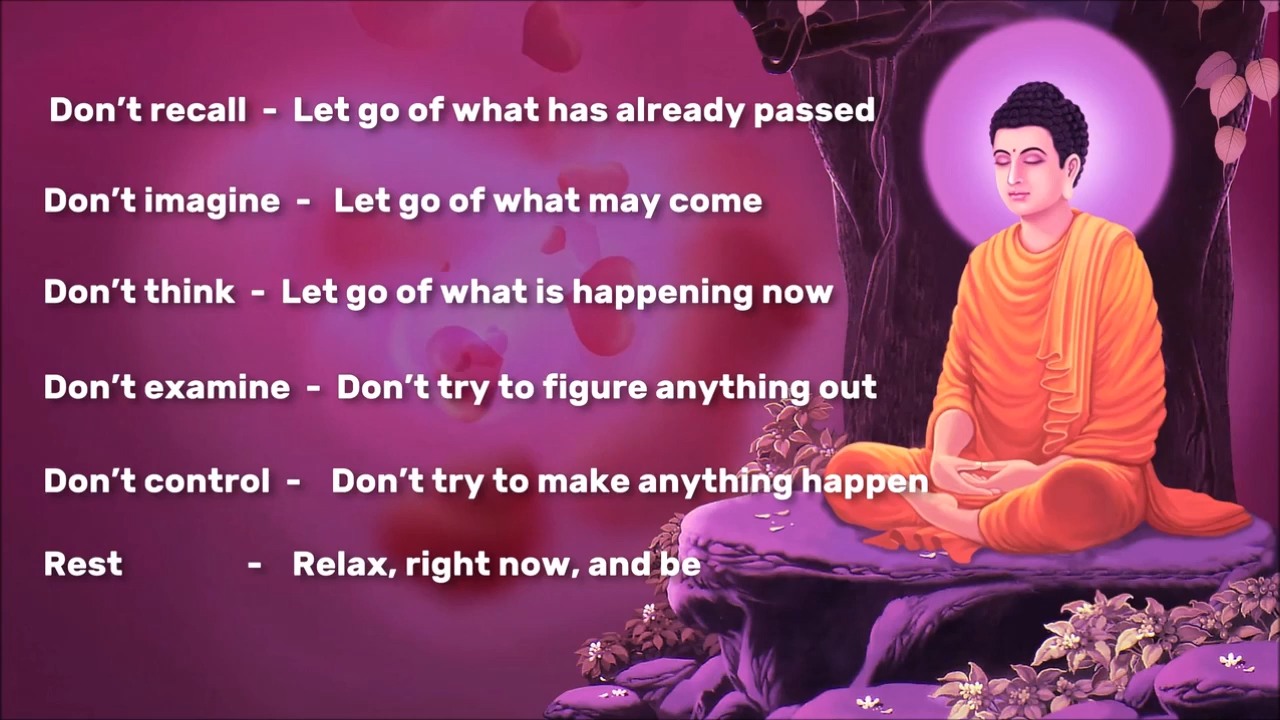 Don’t recall - Let go of what has already passed
Don’t imagine - Let go of what may come
Don’t think - Let go of what is happening now
Don’t examine - Don’t try to figure anything out
Don’t control - Don’t try to make anything happen
Rest - Relax, right now, and be